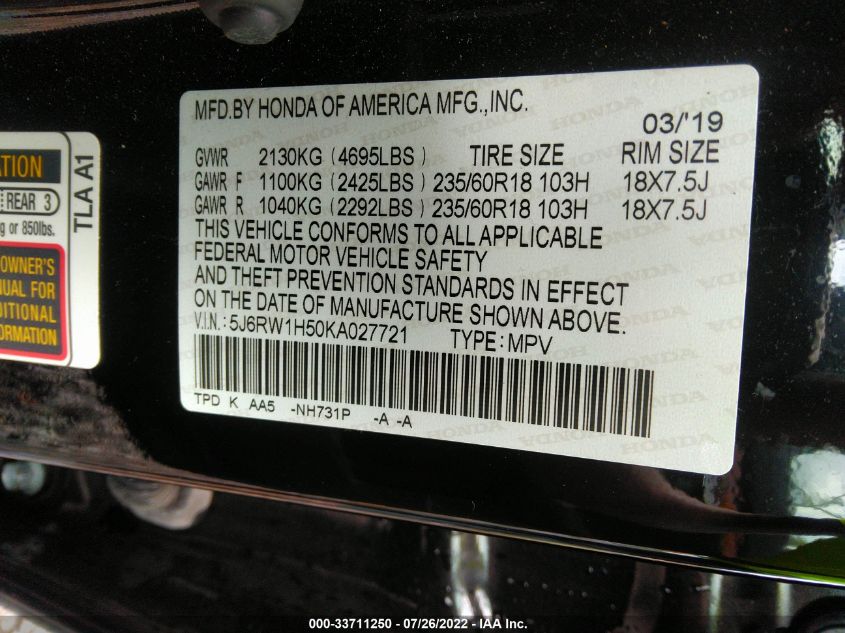 ATION
REAR 3
g or 850lbs.
OWNER'S
NUAL FOR
DITIONAL
RMATION
TLA A1
MFD.BY HONDA OF AMERICA MFG.,INC.
03/'19
GVWR 2130KG (4695LBS) TIRE SIZE RIM SIZE
GAWR F 1100KG (2425LBS) 235/60R18 103H 18X7.5J
GAWR R 1040KG (2292LBS) 235/60R18 103H 18X7.5J
THIS VEHICLE CONFORMS TO ALL APPLICABLE
FEDERAL MOTOR VEHICLE SAFETY
AND THEFT PREVENTION STANDARDS IN EFFECT
ON THE DATE OF MANUFACTURE SHOWN ABOVE.
V.I.N.: 5J6RW1H50KA027721 TYPE: MPV
TPD K AA5 -NH731P -A -A
000-33711250 - 07/26/2022 - IAA Inc.